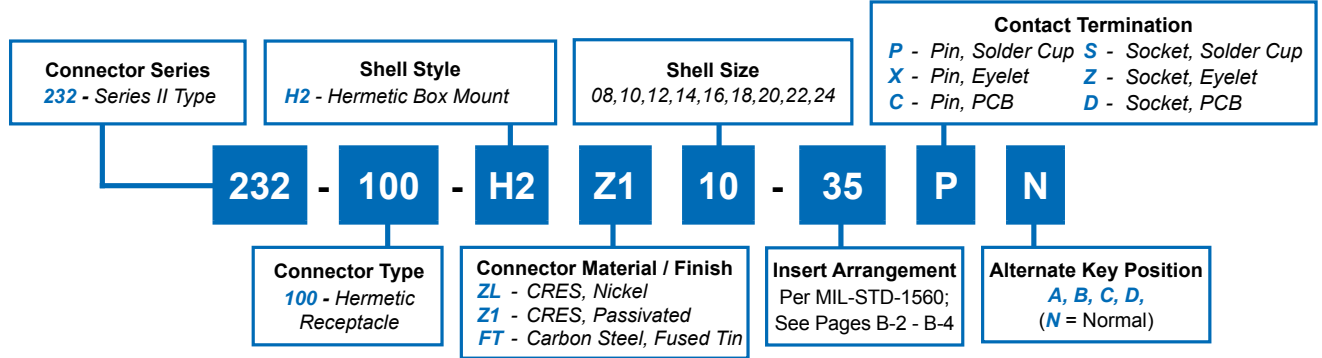 Connector Series
232 - Series II Type
Shell Style
H2 - Hermetic Box Mount
Shell Size
08,10,12,14,16,18,20,22,24
Contact Termination
P - Pin, Solder Cup S - Socket, Solder Cup
X - Pin, Eyelet Z - Socket, Eyelet
C - Pin, PCB D - Socket, PCB
232 - 100 - H2 Z1 10 - 35 P N
Connector Type
100 - Hermetic
Receptacle
Connector Material / Finish
ZL - CRES, Nickel
Z1 - CRES, Passivated
FT - Carbon Steel, Fused Tin
Insert Arrangement
Per MIL-STD-1560;
See Pages B-2 - B-4
Alternate Key Position
A, B, C, D,
(N = Normal)